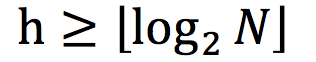 h ≥ ⌊log₂ N⌋